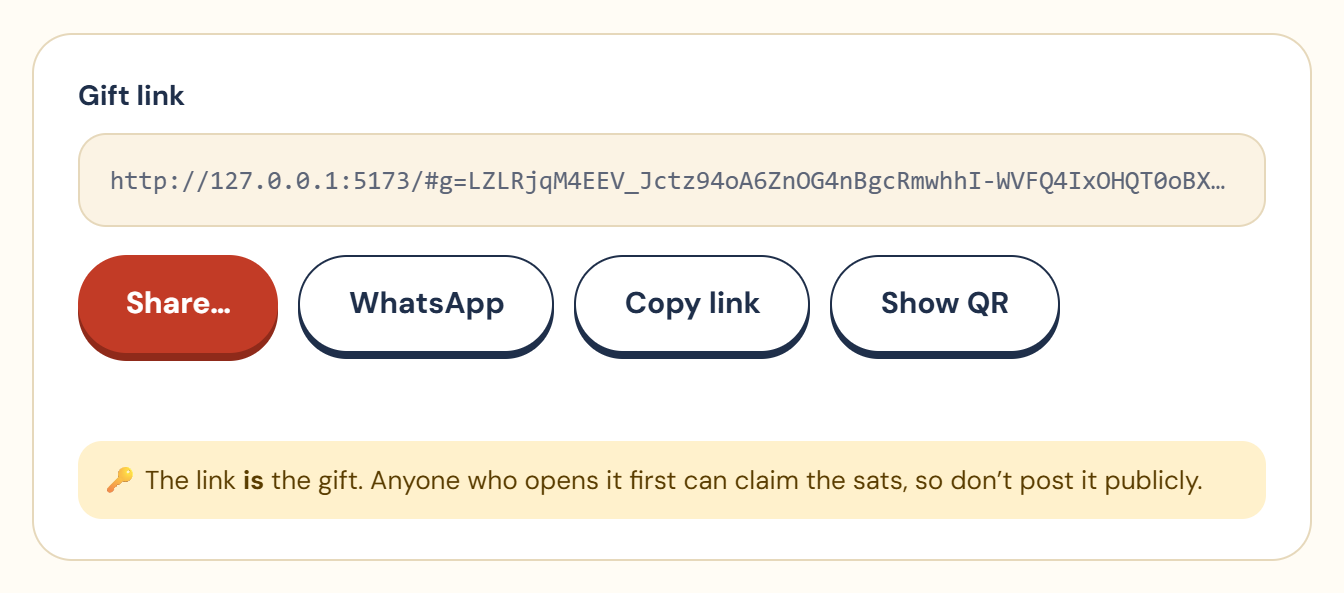 Gift link
http://127.0.0.1:5173/#g=LZLRjqM4EEV_Jctz94oA6ZnOG4nBgcRmwhhI-WVFQ4IxOHQT0oBX…
Share…
WhatsApp
Copy link
Show QR
🔑 The link is the gift. Anyone who opens it first can claim the sats, so don’t post it publicly.